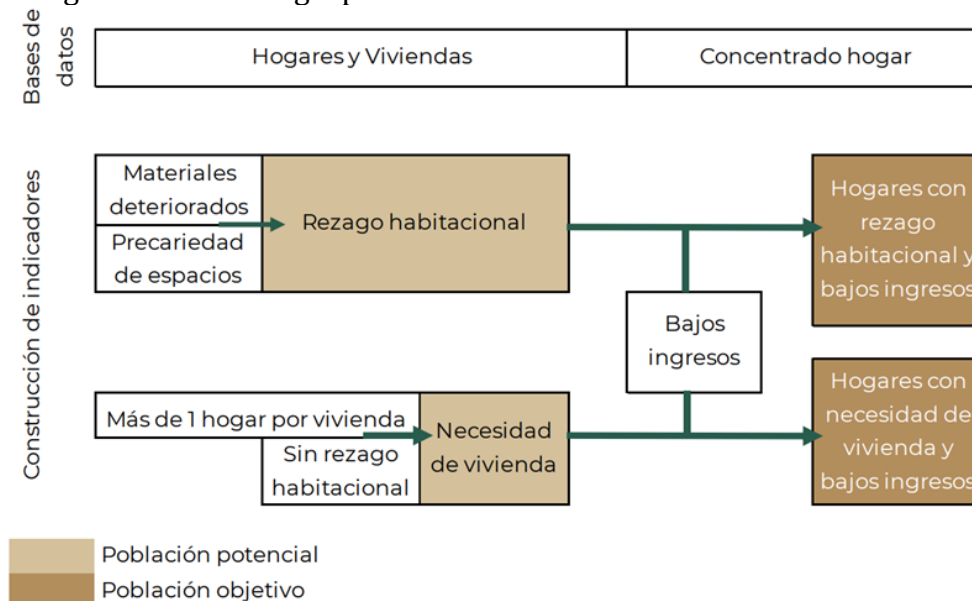 Bases de
datos
Hogares y Viviendas
Concentrado hogar
Construcción de indicadores
Materiales
deteriorados
Precariedad
de espacios
Rezago habitacional
Hogares con
rezago
habitacional y
bajos ingresos
Bajos
ingresos
Más de 1 hogar por vivienda
Sin rezago
habitacional
Necesidad
de vivienda
Hogares con
necesidad de
vivienda y
bajos ingresos
Población potencial
Población objetivo